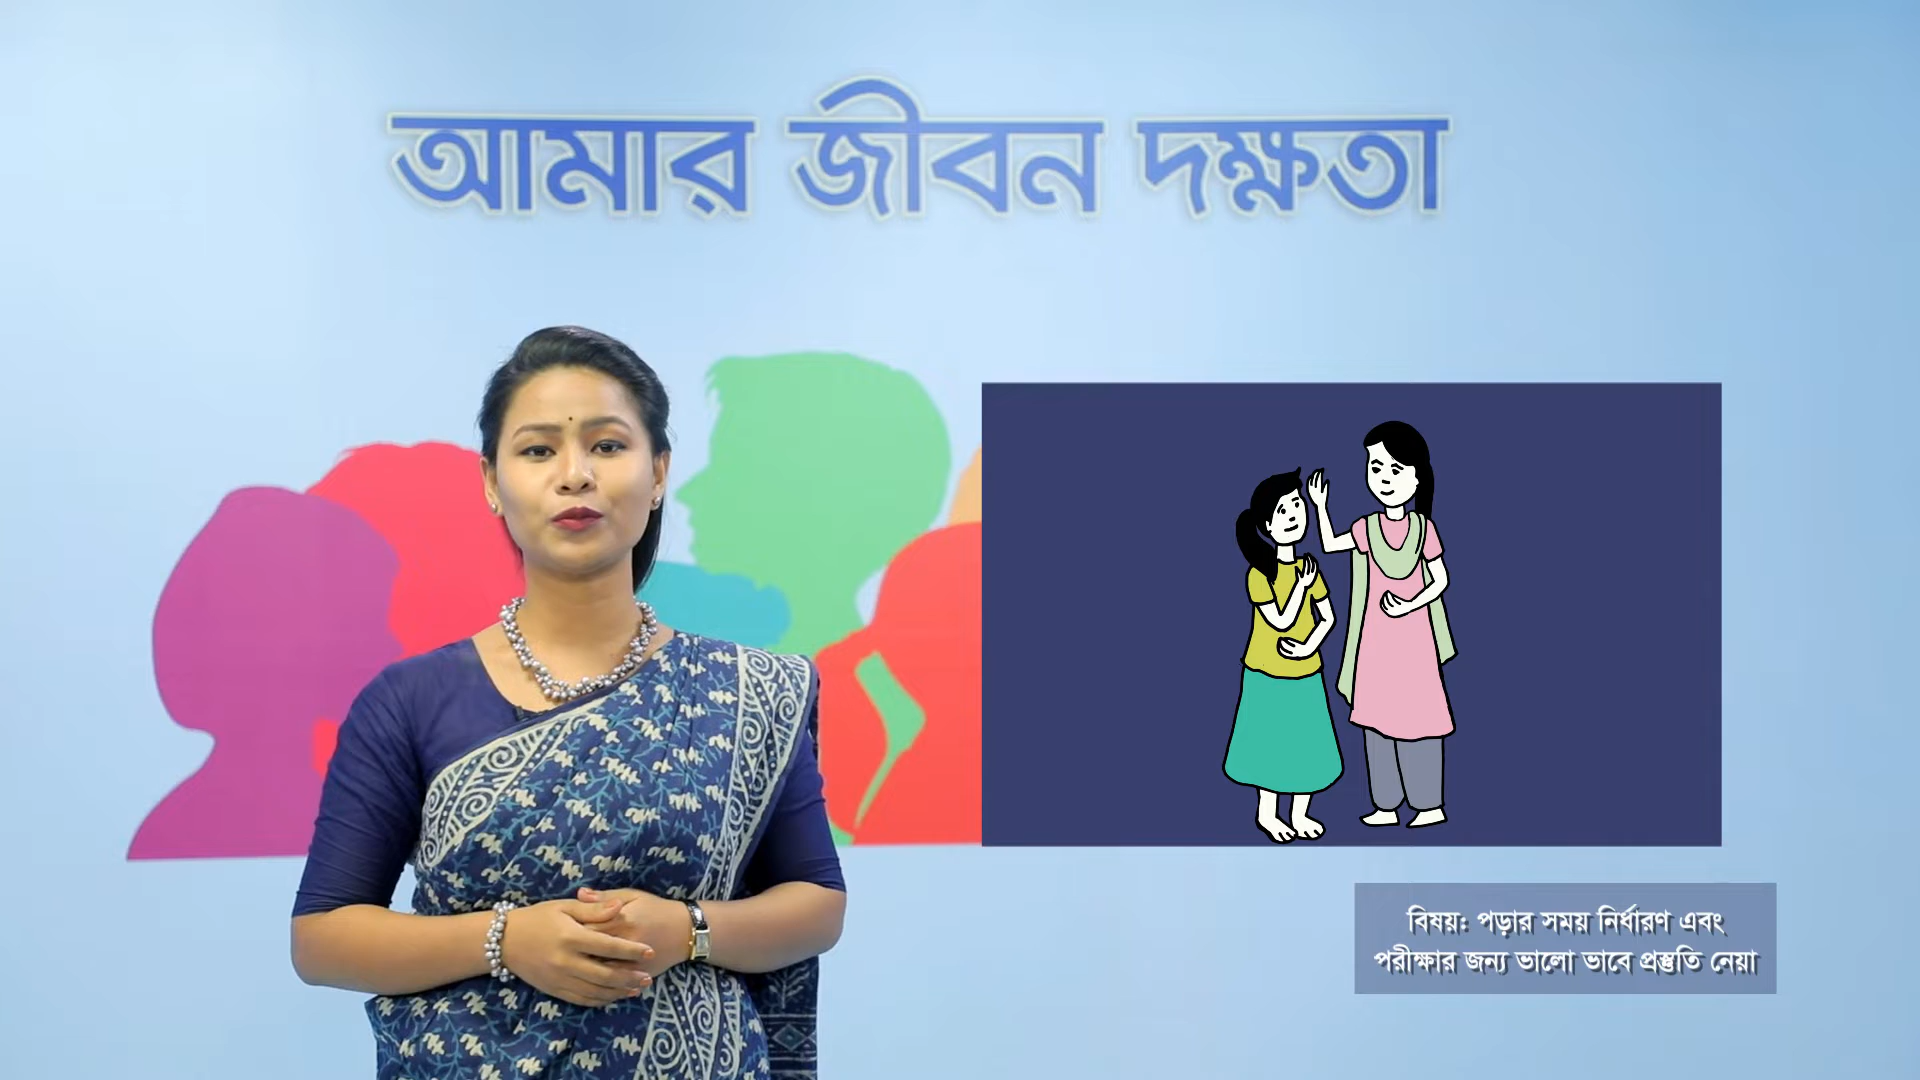 আমার জীবন দক্ষতা
বিষয়: পড়ার সময় নির্ধারণ এবং
পরীক্ষার জন্য ভালো ভাবে প্রস্তুতি নেয়া